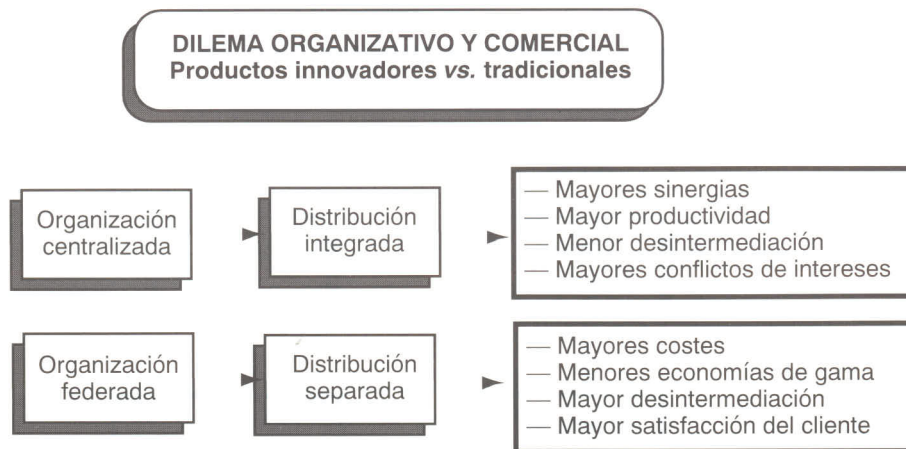 DILEMA ORGANIZATIVO Y COMERCIAL
Productos innovadores vs. tradicionales
Organización
centralizada
Distribución
integrada
— Mayores sinergias
— Mayor productividad
— Menor desintermediación
— Mayores conflictos de intereses
Organización
federada
Distribución
separada
— Mayores costes
— Menores economías de gama
— Mayor desintermediación
— Mayor satisfacción del cliente